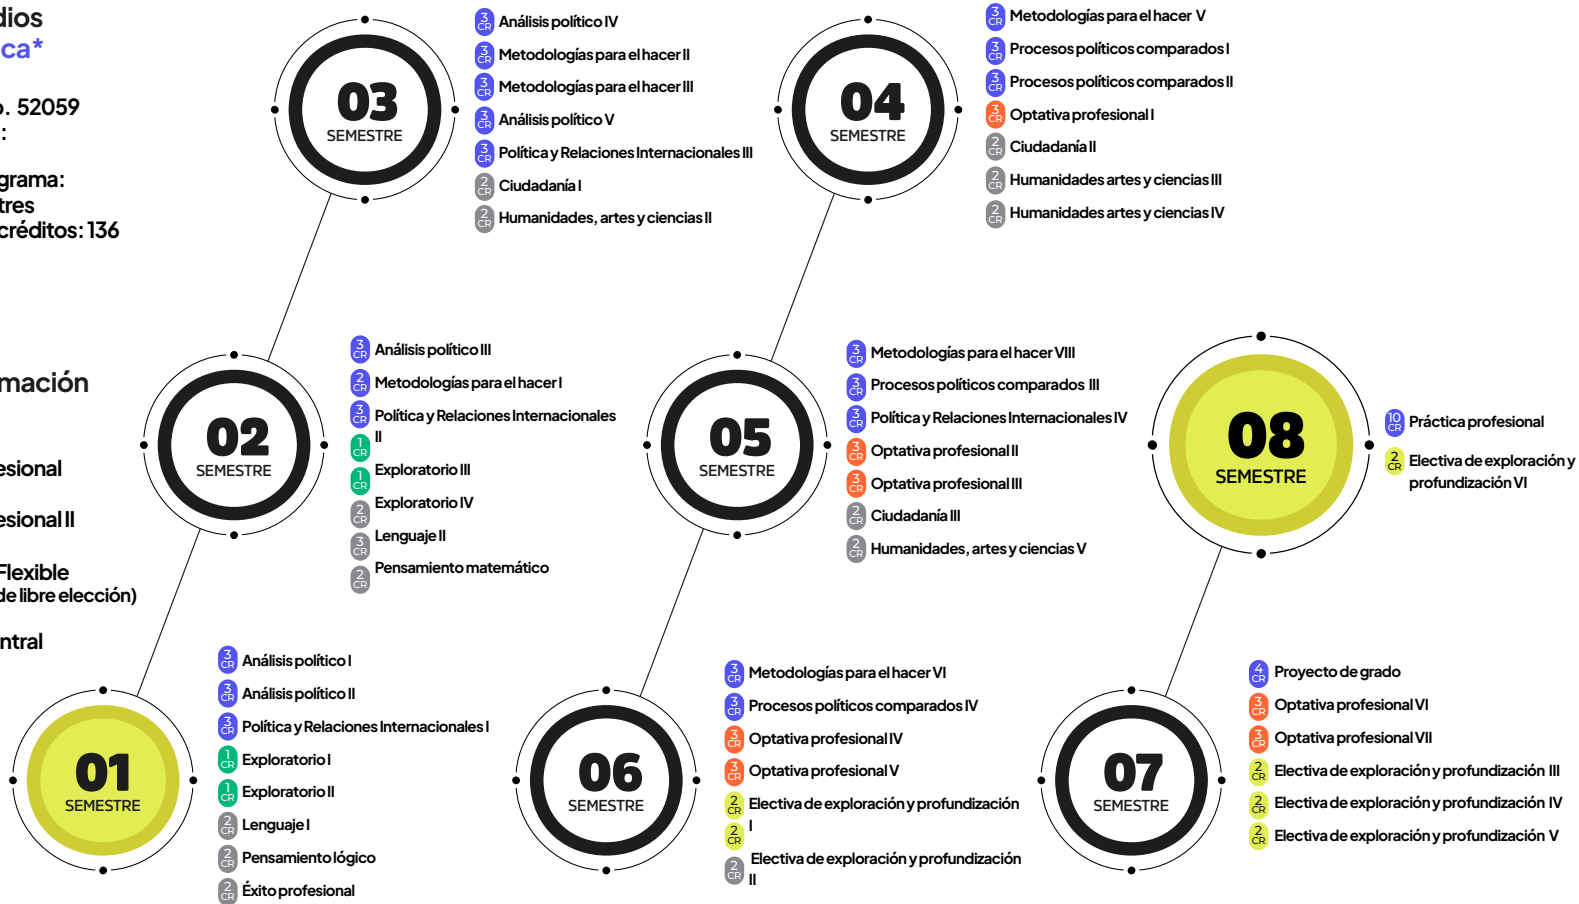 dios
ca*
o. 52059
:
grama:
tres
créditos: 136
mación
esional
esional II
Flexible
de libre elección)
ntral
01
SEMESTRE
3 CR Análisis político I
3 CR Análisis político II
3 CR Política y Relaciones Internacionales I
1 CR Exploratorio I
1 CR Exploratorio II
2 CR Lenguaje I
2 CR Pensamiento lógico
2 CR Éxito profesional
02
SEMESTRE
3 CR Análisis político III
2 CR Metodologías para el hacer I
3 CR Política y Relaciones Internacionales
II
1 CR
Exploratorio III
1 CR
Exploratorio IV
2 CR
Lenguaje II
3 CR
Pensamiento matemático
2 CR
03
SEMESTRE
3 CR Análisis político IV
3 CR Metodologías para el hacer II
3 CR Metodologías para el hacer III
3 CR Análisis político V
3 CR Política y Relaciones Internacionales III
2 CR Ciudadanía I
2 CR Humanidades, artes y ciencias II
04
SEMESTRE
3 CR Metodologías para el hacer V
3 CR Procesos políticos comparados I
3 CR Procesos políticos comparados II
3 CR Optativa profesional I
2 CR Ciudadanía II
2 CR Humanidades artes y ciencias III
2 CR Humanidades artes y ciencias IV
05
SEMESTRE
3 CR Metodologías para el hacer VIII
3 CR Procesos políticos comparados III
3 CR Política y Relaciones Internacionales IV
3 CR Optativa profesional II
3 CR Optativa profesional III
2 CR Ciudadanía III
2 CR Humanidades, artes y ciencias V
06
SEMESTRE
3 CR Metodologías para el hacer VI
3 CR Procesos políticos comparados IV
3 CR Optativa profesional IV
3 CR Optativa profesional V
2 CR Electiva de exploración y profundización
I
2 CR
Electiva de exploración y profundización
2 CR
II
07
SEMESTRE
4 CR Proyecto de grado
3 CR Optativa profesional VI
3 CR Optativa profesional VII
2 CR Electiva de exploración y profundización III
2 CR Electiva de exploración y profundización IV
2 CR Electiva de exploración y profundización V
08
SEMESTRE
10 CR Práctica profesional
2 CR Electiva de exploración y
profundización VI